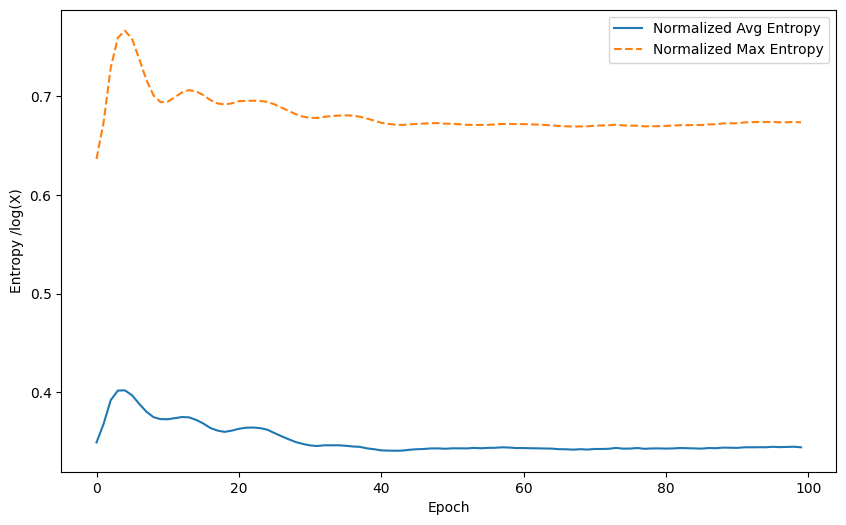 Normalized Avg Entropy
Normalized Max Entropy
0.7
0.6
0.5
0.4
Entropy /log(X)
0 20 40 60 80 100
Epoch